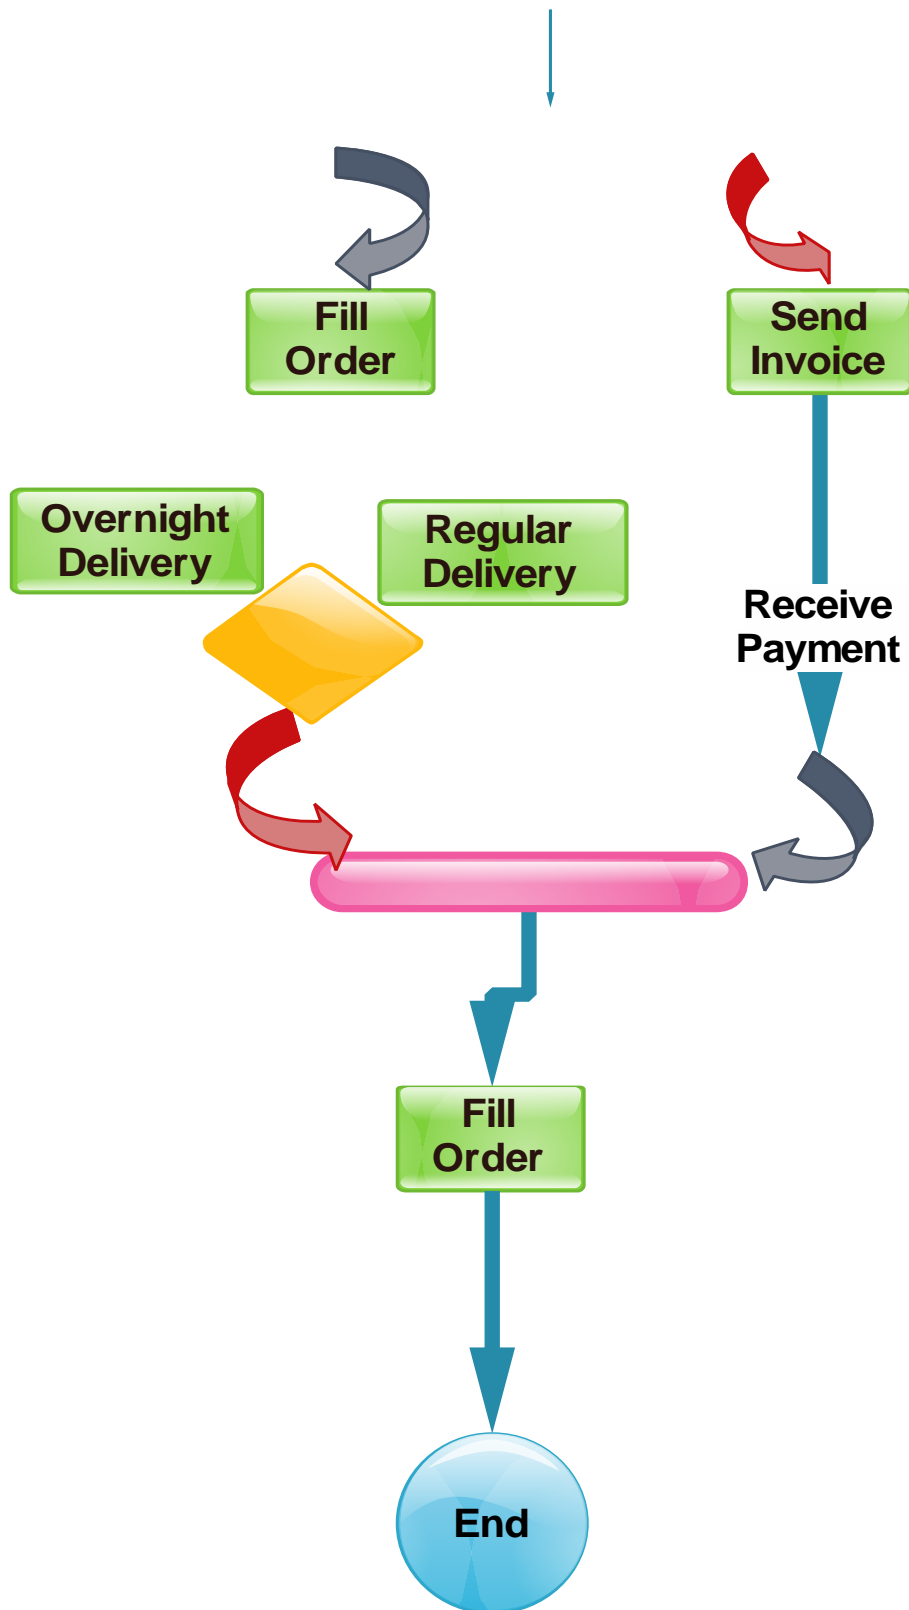 Fill
Order
Send
Invoice
Overnight
Delivery
Regular
Delivery
Receive
Payment
Fill
Order
End